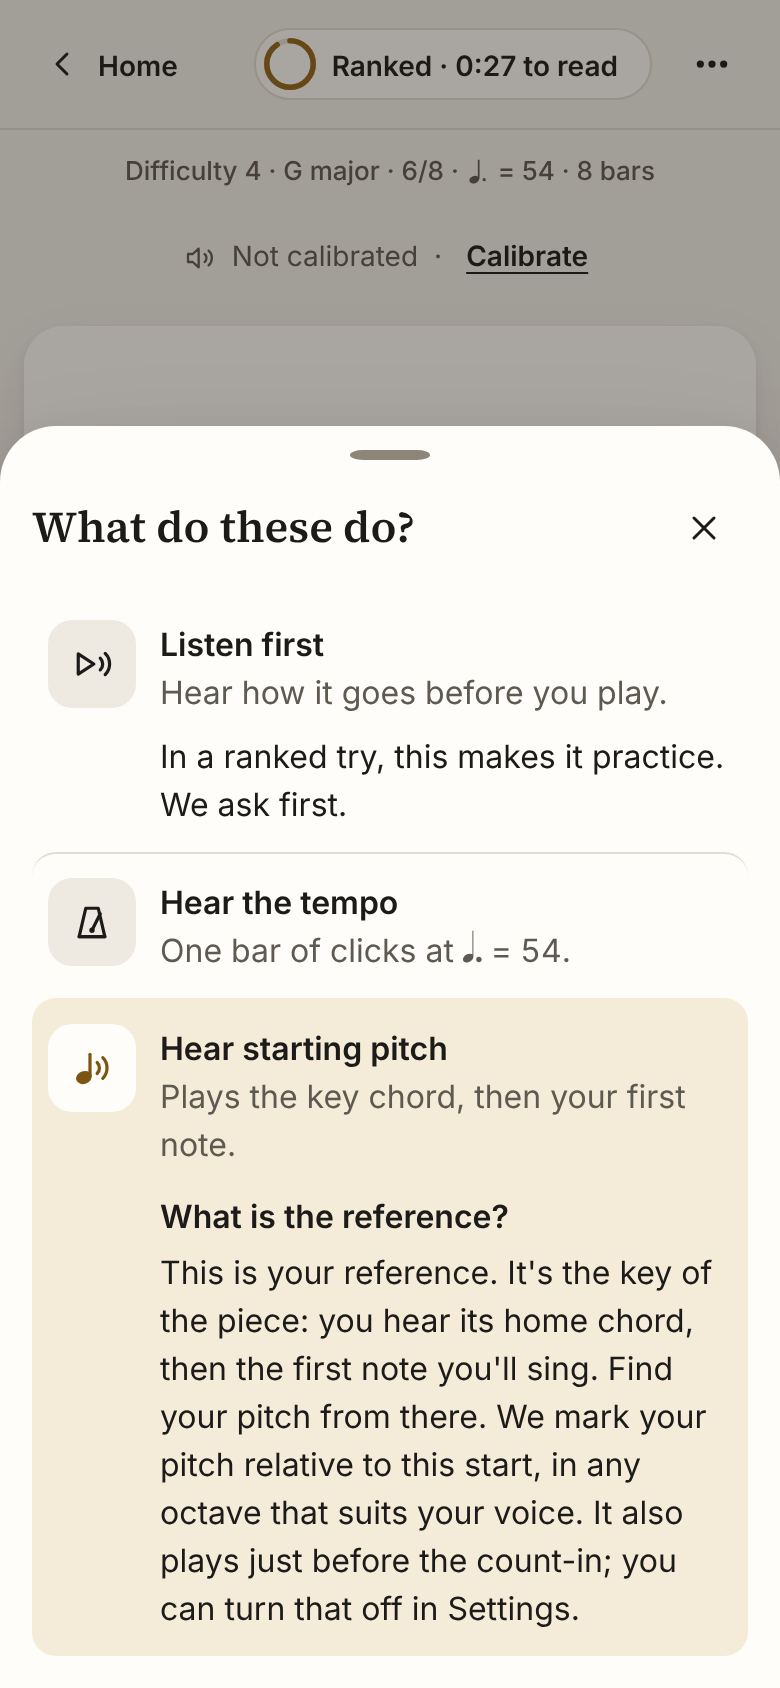 Home
Ranked · 0:27 to read
Difficulty 4 · G major · 6/8 · 𝅘𝅥. = 54 · 8 bars
Not calibrated · Calibrate
What do these do?
Listen first
Hear how it goes before you play.
In a ranked try, this makes it practice.
We ask first.
Hear the tempo
One bar of clicks at 𝅘𝅥. = 54.
Hear starting pitch
Plays the key chord, then your first
note.
What is the reference?
This is your reference. It's the key of
the piece: you hear its home chord,
then the first note you'll sing. Find
your pitch from there. We mark your
pitch relative to this start, in any
octave that suits your voice. It also
plays just before the count-in; you
can turn that off in Settings.